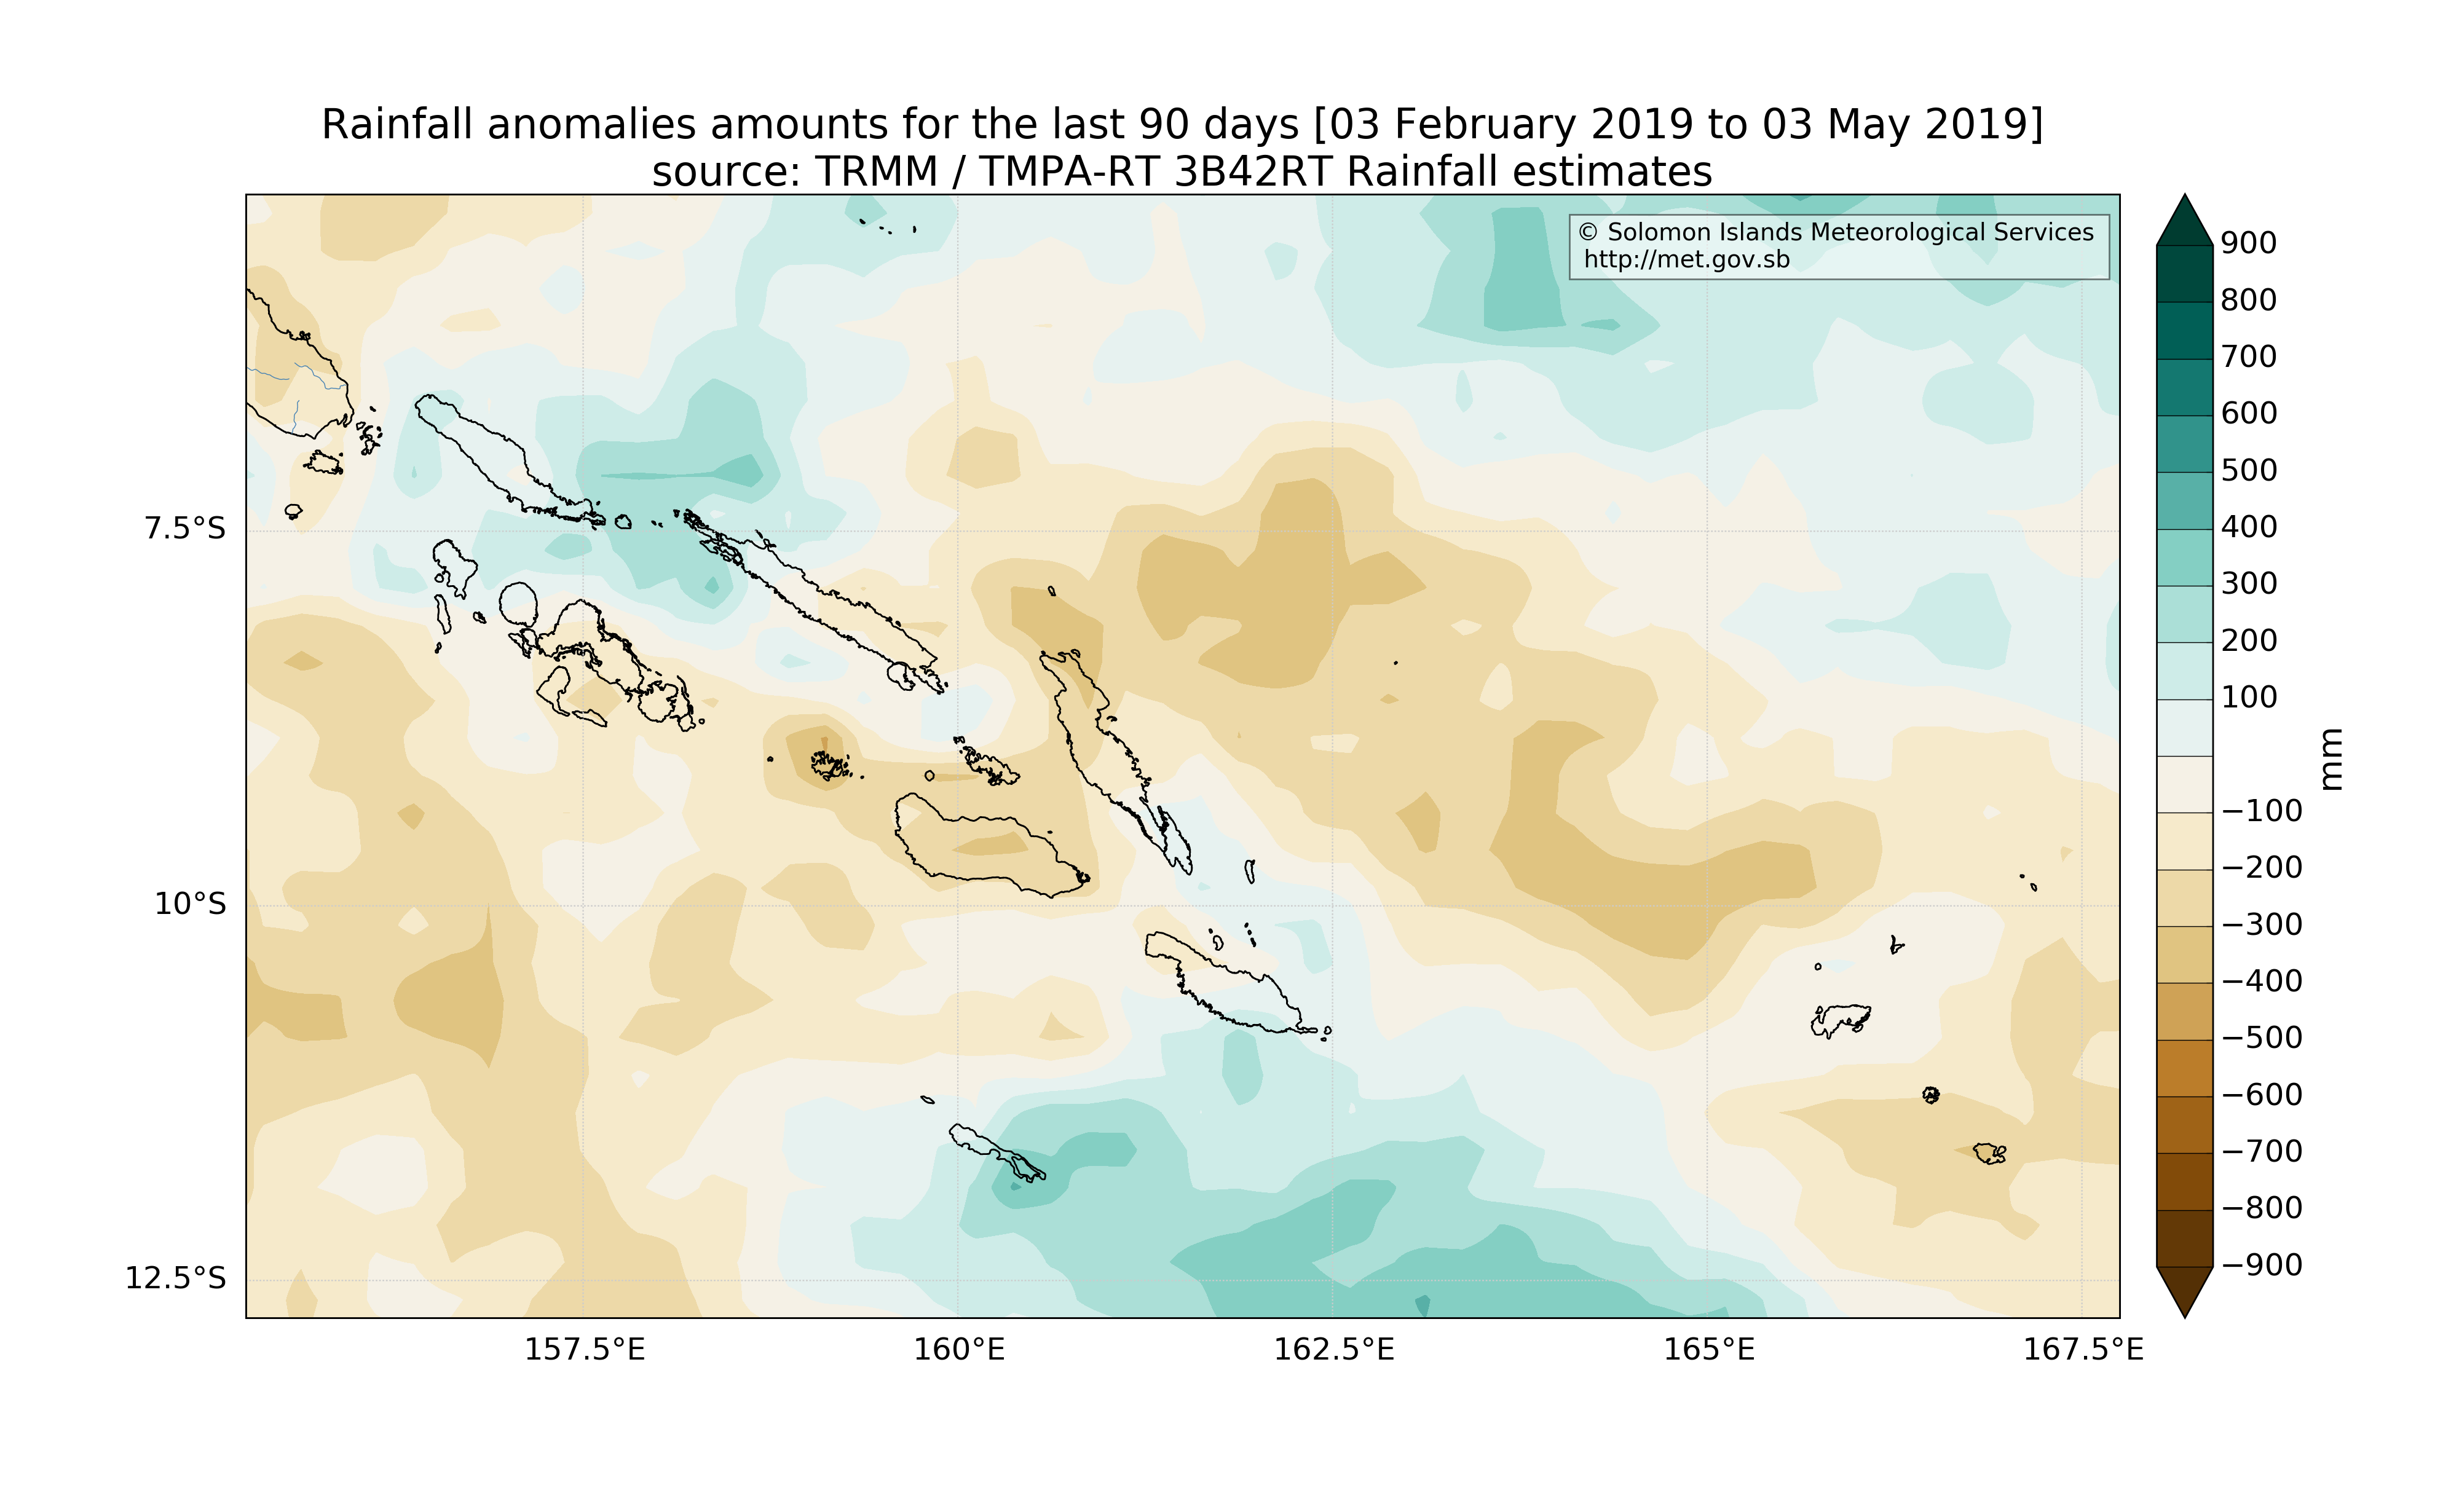 Rainfall anomalies amounts for the last 90 days [03 February 2019 to 03 May 2019]
source: TRMM / TMPA-RT 3B42RT Rainfall estimates
© Solomon Islands Meteorological Services
http://met.gov.sb
7.5°S
10°S
12.5°S
157.5°E
160°E
162.5°E
165°E
167.5°E
900
800
700
600
500
400
300
200
100
−100
−200
−300
−400
−500
−600
−700
−800
−900
mm